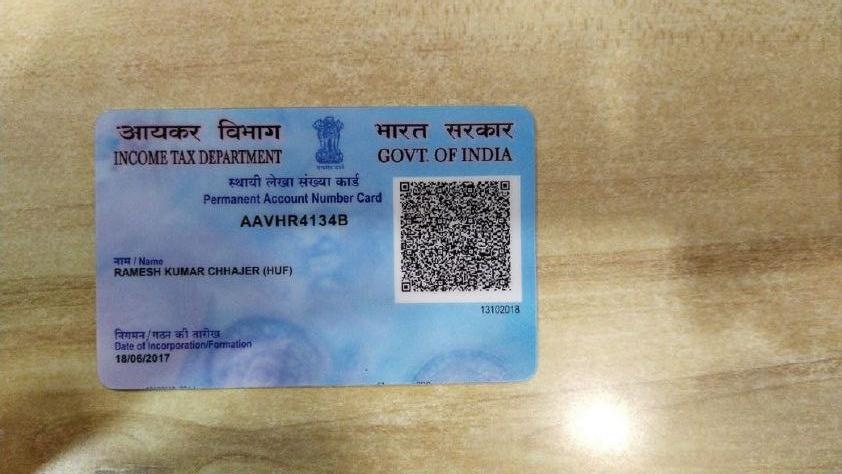 आयकर विभाग
INCOME TAX DEPARTMENT
भारत सरकार
GOVT. OF INDIA
स्थायी लेखा संख्या कार्ड
Permanent Account Number Card
AAVHR4134B
नाम / Name
RAMESH KUMAR CHHAJER (HUF)
13102018
निगमन/गठन की तारीख
Date of Incorporation/Formation
18/06/2017